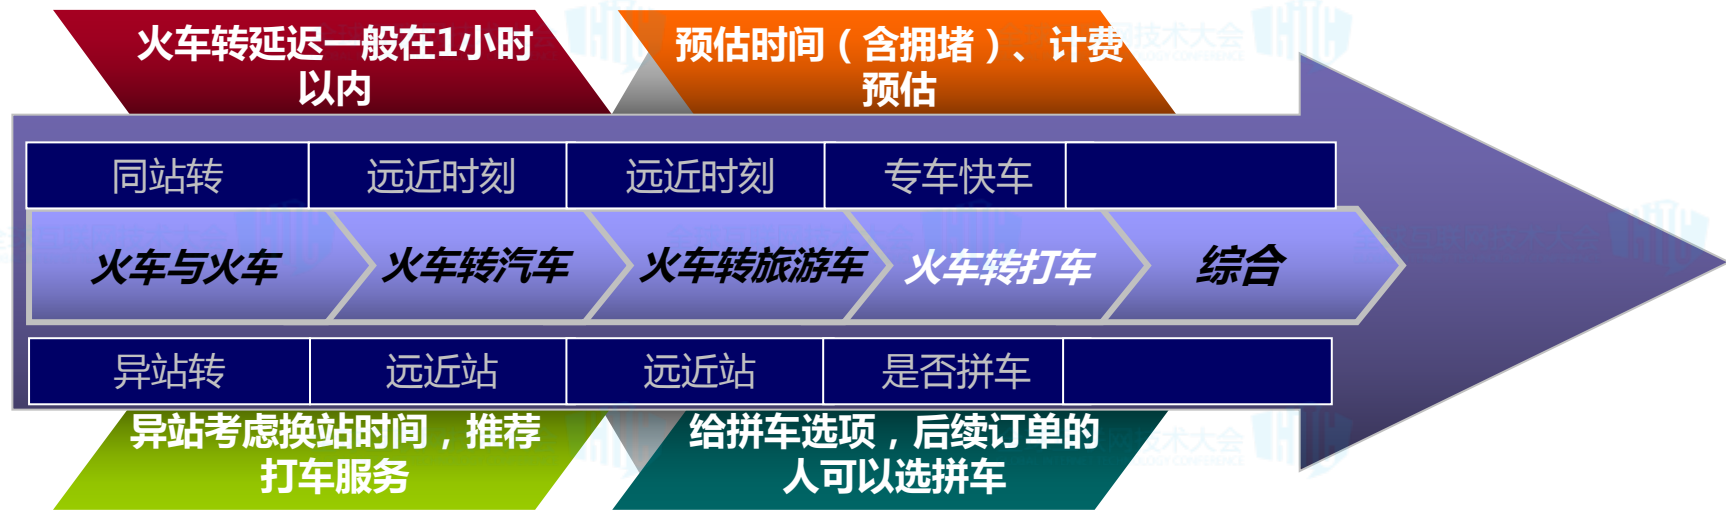 火车转延迟一般在1小时
以内
预估时间（含拥堵）、计费
预估
同站转
远近时刻
远近时刻
专车快车
火车与火车
火车转汽车
火车转旅游车
火车转打车
综合
异站转
远近站
远近站
是否拼车
异站考虑换站时间，推荐
打车服务
给拼车选项，后续订单的
人可以选拼车